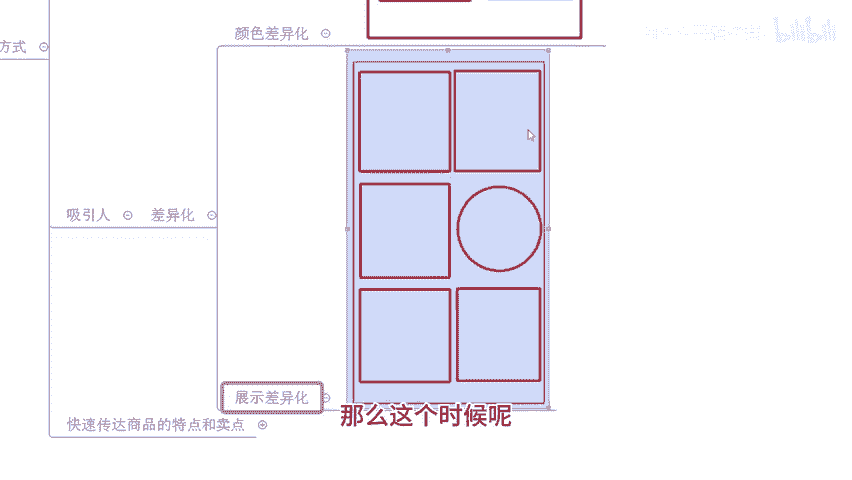 方式
颜色差异化
吸引人
差异化
展示差异化
那么这个时候呢
快速传达商品的特点和卖点
bilibili